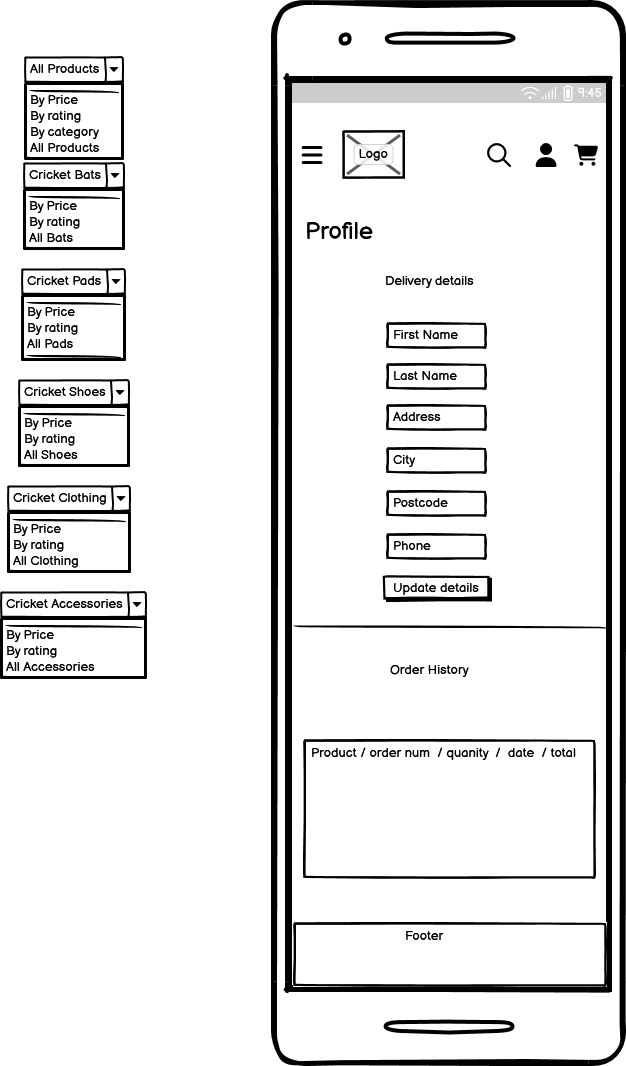 All Products
By Price
By rating
By category
All Products
Cricket Bats
By Price
By rating
All Bats
Cricket Pads
By Price
By rating
All Pads
Cricket Shoes
By Price
By rating
All Shoes
Cricket Clothing
By Price
By rating
All Clothing
Cricket Accessories
By Price
By rating
All Accessories
9:45
Logo
Profile
Delivery details
First Name
Last Name
Address
City
Postcode
Phone
Update details
Order History
Product / order num / quanity / date / total
Footer